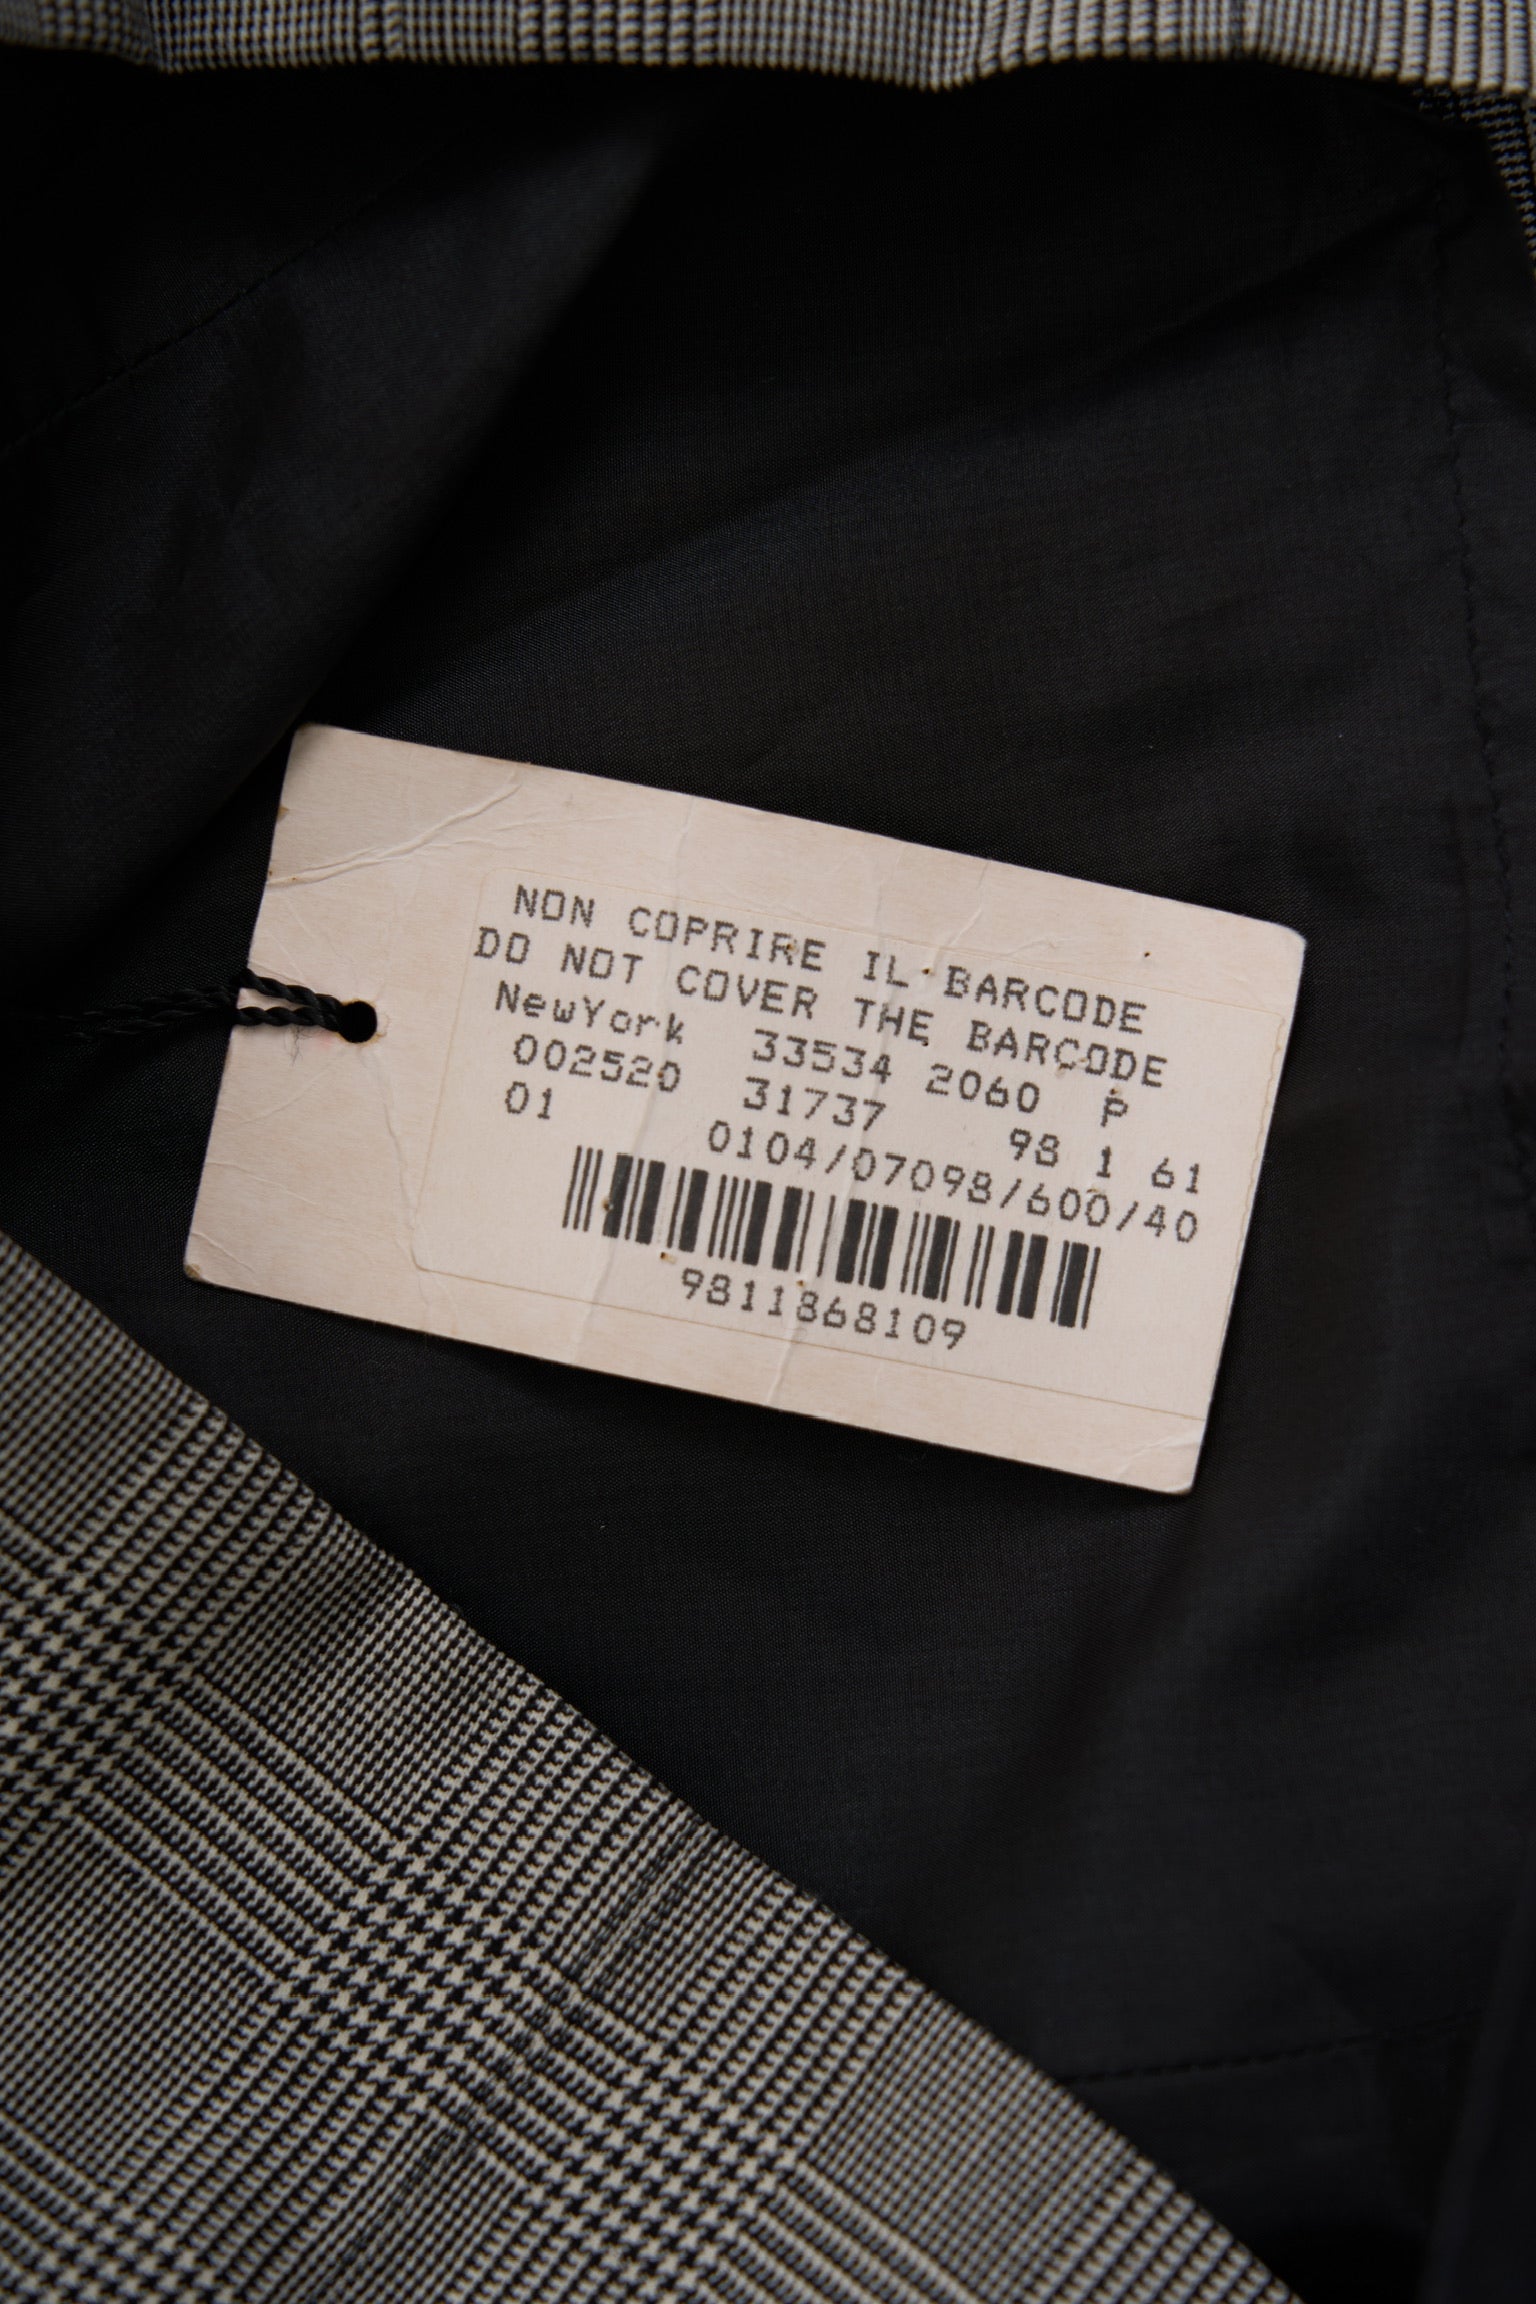 NON COPRIRE IL BARCODE
DO NOT COVER THE BARCODE
NewYork 33534 2060 P
002520 31737 98 1 61
01 0104/07098/600/40
9811868109